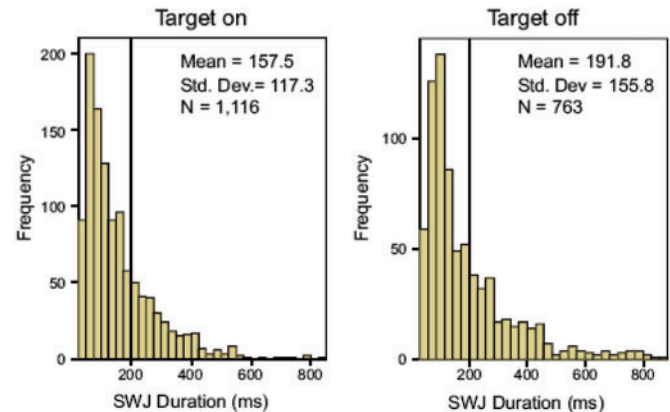 Target on
Mean = 157.5
Std. Dev.= 117.3
N = 1,116
200
150
100
50
0
Frequency
200 400 600 800
SWJ Duration (ms)
Target off
Mean = 191.8
Std. Dev = 155.8
N = 763
100
50
0
Frequency
200 400 600 800
SWJ Duration (ms)